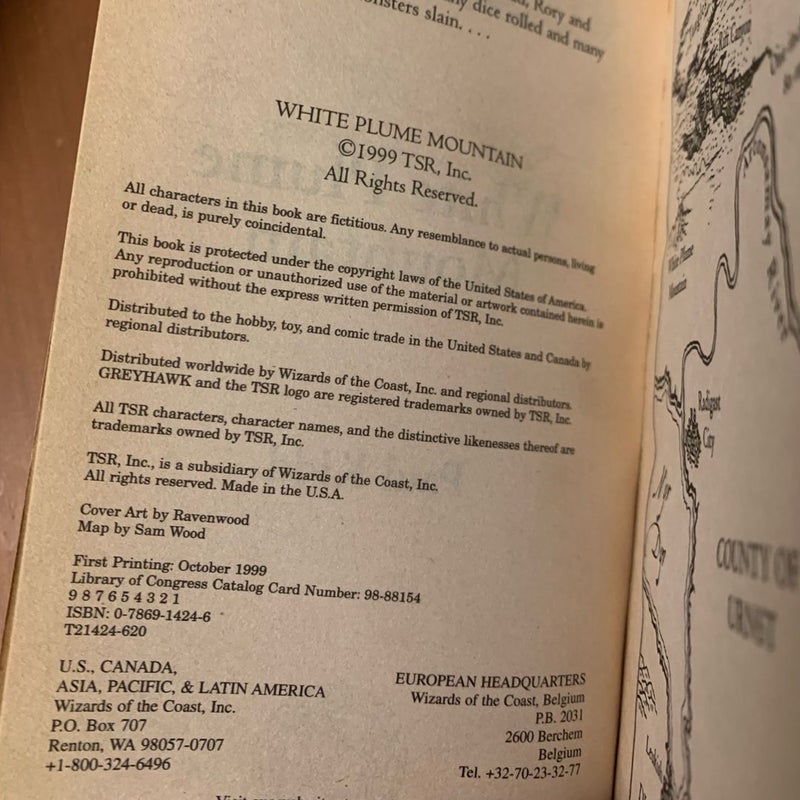 Rory and
dice rolled and many
slain. . . .
WHITE PLUME MOUNTAIN
©1999 TSR, Inc.
All Rights Reserved.
All characters in this book are fictitious. Any resemblance to actual persons, living
or dead, is purely coincidental.
This book is protected under the copyright laws of the United States of America.
Any reproduction or unauthorized use of the material or artwork contained herein is
prohibited without the express written permission of TSR, Inc.
Distributed to the hobby, toy, and comic trade in the United States and Canada by
regional distributors.
Distributed worldwide by Wizards of the Coast, Inc. and regional distributors.
GREYHAWK and the TSR logo are registered trademarks owned by TSR, Inc.
All TSR characters, character names, and the distinctive likenesses thereof are
trademarks owned by TSR, Inc.
TSR, Inc., is a subsidiary of Wizards of the Coast, Inc.
All rights reserved. Made in the U.S.A.
Cover Art by Ravenwood
Map by Sam Wood
First Printing: October 1999
Library of Congress Catalog Card Number: 98-88154
9 8 7 6 5 4 3 2 1
ISBN: 0-7869-1424-6
T21424-620
U.S., CANADA,
ASIA, PACIFIC, & LATIN AMERICA
Wizards of the Coast, Inc.
P.O. Box 707
Renton, WA 98057-0707
+1-800-324-6496
EUROPEAN HEADQUARTERS
Wizards of the Coast, Belgium
P.B. 2031
2600 Berchem
Belgium
Tel. +32-70-23-32-77
Canyon
White Plume
Mountain
Radigast
City
COUNTY OF
URNST